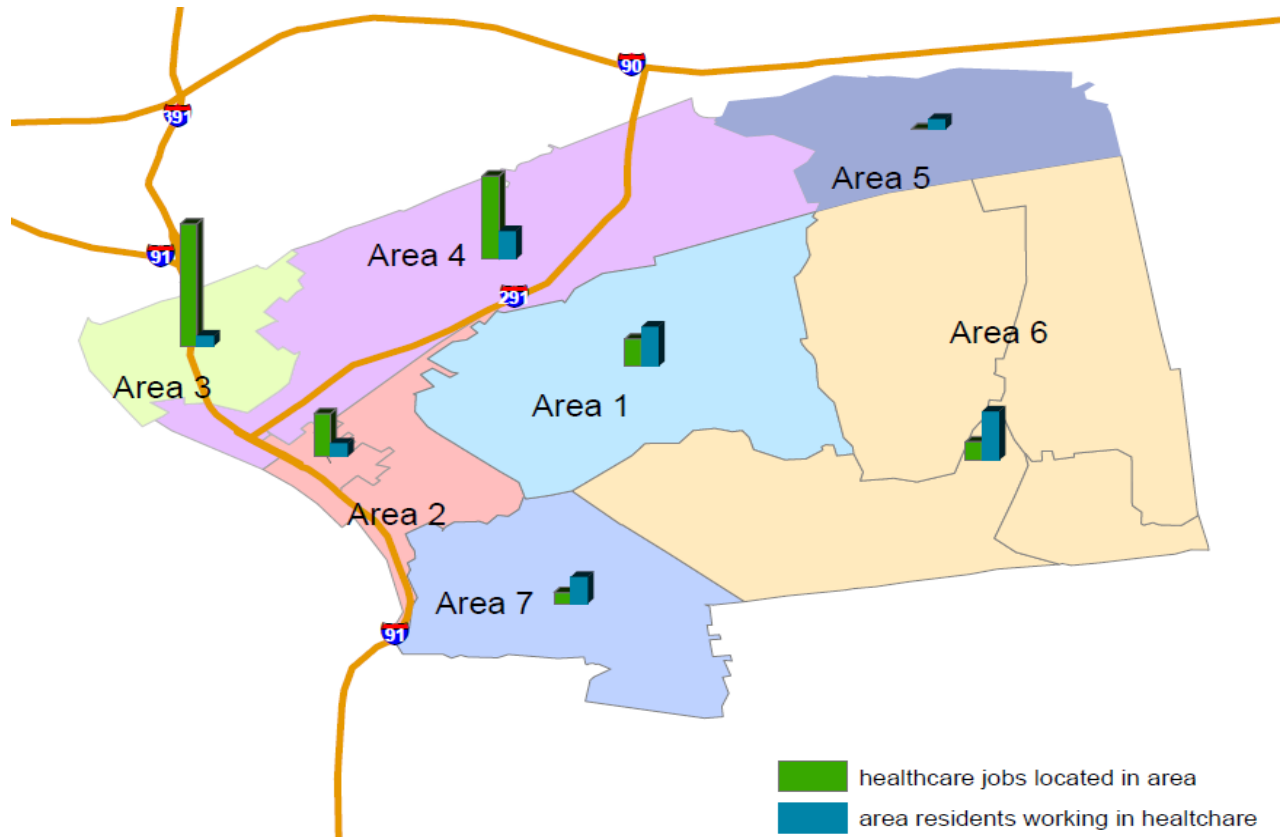 90
391
Area 5
91
Area 4
291
Area 6
Area 3
Area 1
Area 2
Area 7
91
healthcare jobs located in area
area residents working in healtchare